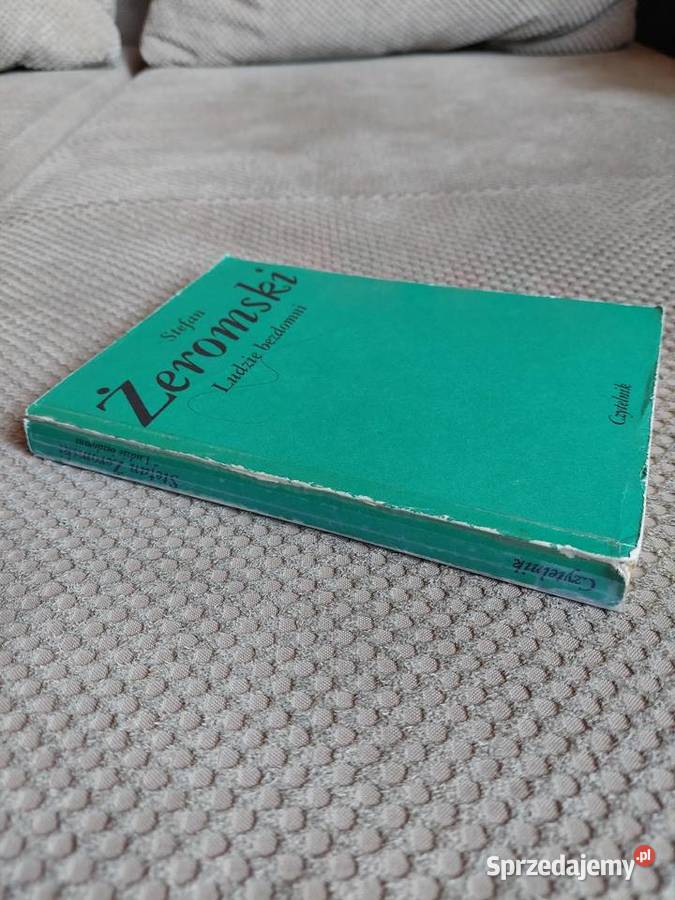 Stefan
Żeromski
Ludzie bezdomni
Czytelnik
Stefan Żeromski
Ludzie bezdomni
Czytelnik
Sprzedajemy.pl